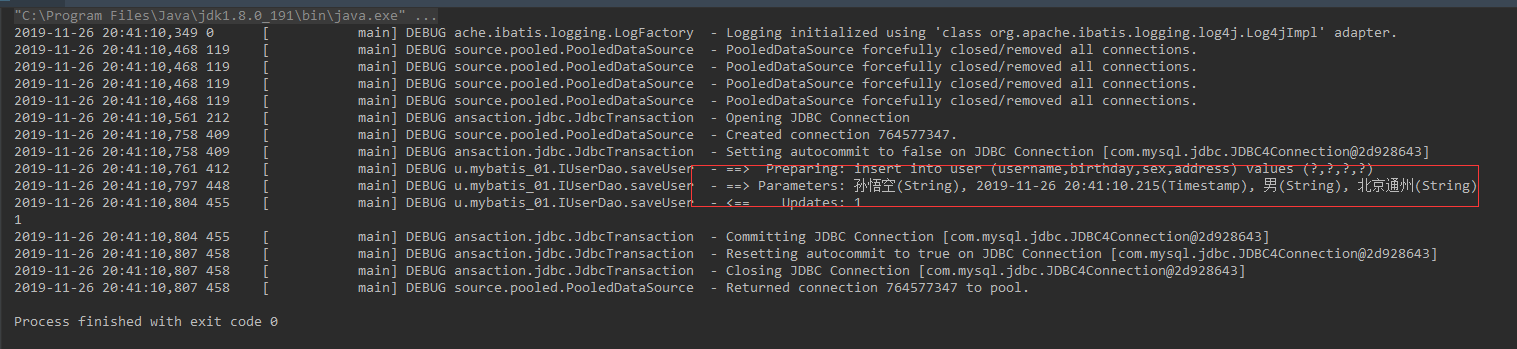 "C:\Program Files\Java\jdk1.8.0_191\bin\java.exe" ...
2019-11-26 20:41:10,349 0      [           main] DEBUG ache.ibatis.logging.LogFactory  - Logging initialized using 'class org.apache.ibatis.logging.log4j.Log4jImpl' adapter.
2019-11-26 20:41:10,468 119    [           main] DEBUG source.pooled.PooledDataSource  - PooledDataSource forcefully closed/removed all connections.
2019-11-26 20:41:10,468 119    [           main] DEBUG source.pooled.PooledDataSource  - PooledDataSource forcefully closed/removed all connections.
2019-11-26 20:41:10,468 119    [           main] DEBUG source.pooled.PooledDataSource  - PooledDataSource forcefully closed/removed all connections.
2019-11-26 20:41:10,468 119    [           main] DEBUG source.pooled.PooledDataSource  - PooledDataSource forcefully closed/removed all connections.
2019-11-26 20:41:10,561 212    [           main] DEBUG ansaction.jdbc.JdbcTransaction  - Opening JDBC Connection
2019-11-26 20:41:10,758 409    [           main] DEBUG source.pooled.PooledDataSource  - Created connection 764577347.
2019-11-26 20:41:10,758 409    [           main] DEBUG ansaction.jdbc.JdbcTransaction  - Setting autocommit to false on JDBC Connection [com.mysql.jdbc.JDBC4Connection@2d928643]
2019-11-26 20:41:10,761 412    [           main] DEBUG u.mybatis_01.IUserDao.saveUser  - ==>  Preparing: insert into user (username,birthday,sex,address) values (?,?,?,?)
2019-11-26 20:41:10,797 448    [           main] DEBUG u.mybatis_01.IUserDao.saveUser  - ==> Parameters: 孙悟空(String), 2019-11-26 20:41:10.215(Timestamp), 男(String), 北京通州(String)
2019-11-26 20:41:10,804 455    [           main] DEBUG u.mybatis_01.IUserDao.saveUser  - <==    Updates: 1
1
2019-11-26 20:41:10,804 455    [           main] DEBUG ansaction.jdbc.JdbcTransaction  - Committing JDBC Connection [com.mysql.jdbc.JDBC4Connection@2d928643]
2019-11-26 20:41:10,807 458    [           main] DEBUG ansaction.jdbc.JdbcTransaction  - Resetting autocommit to true on JDBC Connection [com.mysql.jdbc.JDBC4Connection@2d928643]
2019-11-26 20:41:10,807 458    [           main] DEBUG ansaction.jdbc.JdbcTransaction  - Closing JDBC Connection [com.mysql.jdbc.JDBC4Connection@2d928643]
2019-11-26 20:41:10,807 458    [           main] DEBUG source.pooled.PooledDataSource  - Returned connection 764577347 to pool.
Process finished with exit code 0